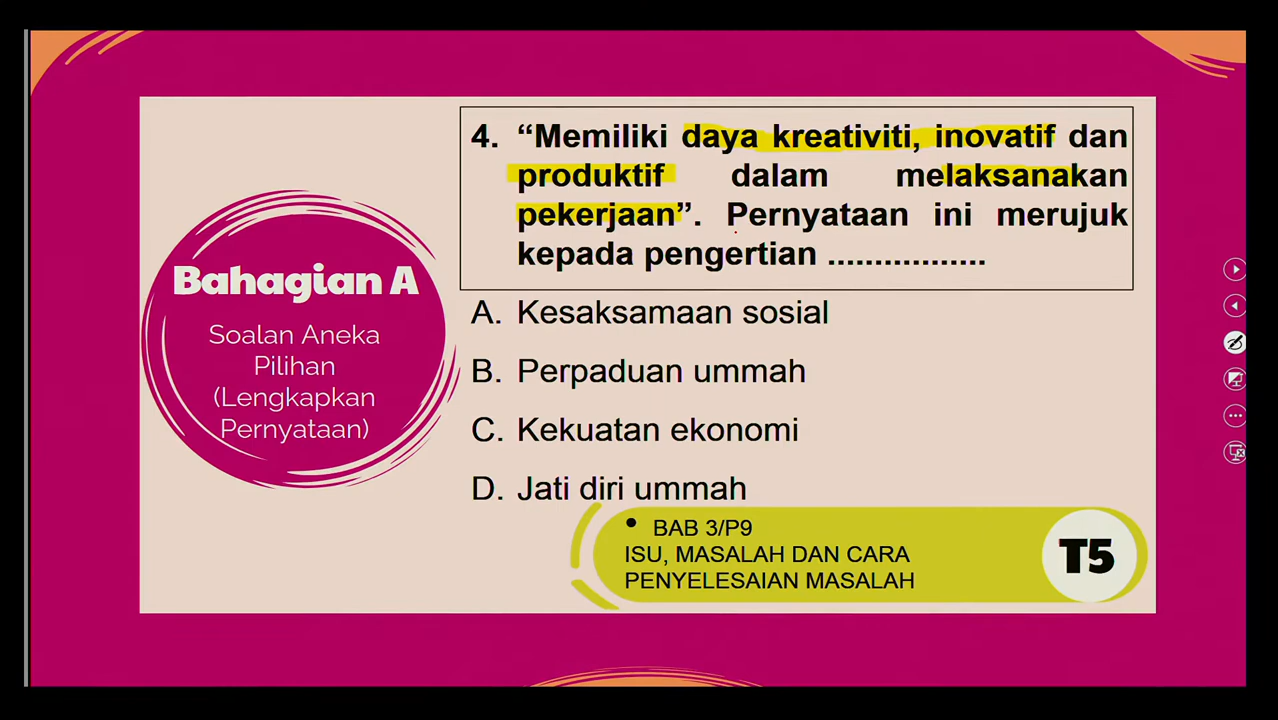 Bahagian A
Soalan Aneka
Pilihan
(Lengkapkan
Pernyataan)
4. “Memiliki daya kreativiti, inovatif dan
produktif dalam melaksanakan
pekerjaan”. Pernyataan ini merujuk
kepada pengertian .................
A. Kesaksamaan sosial
B. Perpaduan ummah
C. Kekuatan ekonomi
D. Jati diri ummah
• BAB 3/P9
ISU, MASALAH DAN CARA
PENYELESAIAN MASALAH
T5